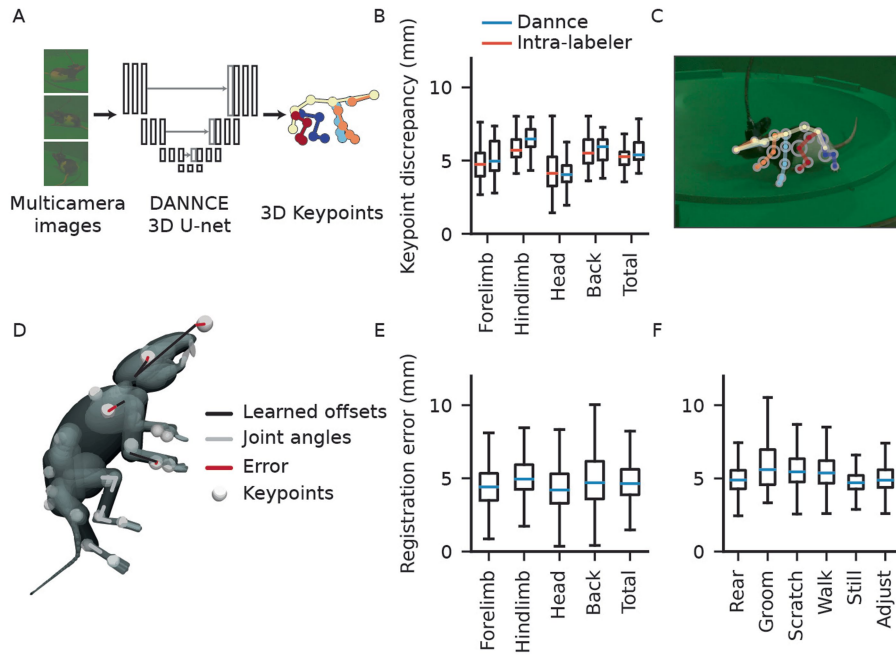 A
Multicamera
images
DANNCE
3D U-net
3D Keypoints
B
Keypoint discrepancy (mm)
10
5
0
Dannce
Intra-labeler
Forelimb
Hindlimb
Head
Back
Total
C
D
Learned offsets
Joint angles
Error
Keypoints
E
Registration error (mm)
10
5
0
Forelimb
Hindlimb
Head
Back
Total
F
10
5
0
Rear
Groom
Scratch
Walk
Still
Adjust